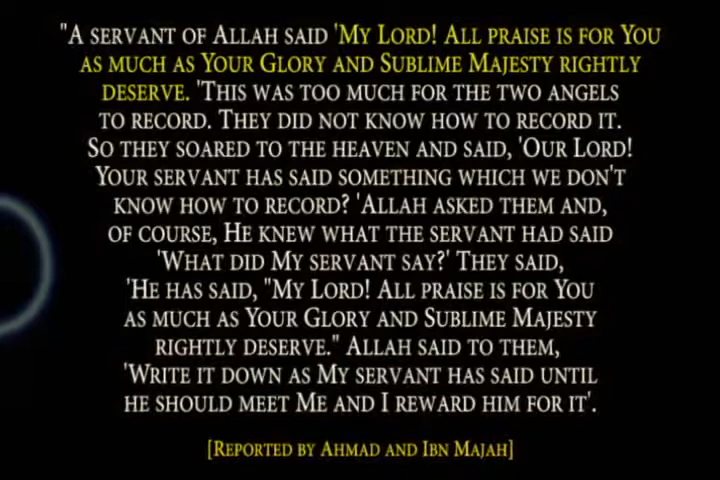 "A servant of Allah said 'My Lord! All praise is for You
as much as Your Glory and Sublime Majesty rightly
deserve. 'This was too much for the two angels
to record. They did not know how to record it.
So they soared to the heaven and said, 'Our Lord!
Your servant has said something which we don't
know how to record? 'Allah asked them and,
of course, He knew what the servant had said
'What did My servant say?' They said,
'He has said, "My Lord! All praise is for You
as much as Your Glory and Sublime Majesty
rightly deserve." Allah said to them,
'Write it down as My servant has said until
he should meet Me and I reward him for it'.
[Reported by Ahmad and Ibn Majah]